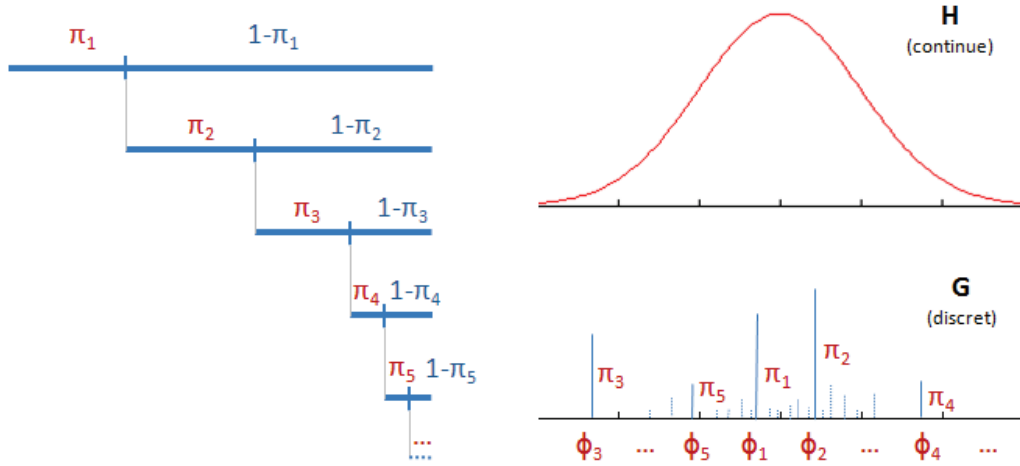 π₁ 1-π₁
π₂ 1-π₂
π₃ 1-π₃
π₄ 1-π₄
π₅ 1-π₅
...
H
(continue)
G
(discret)
π₃ π₅ π₁ π₂ π₄
ϕ₃ ... ϕ₅ ϕ₁ ϕ₂ ... ϕ₄ ...